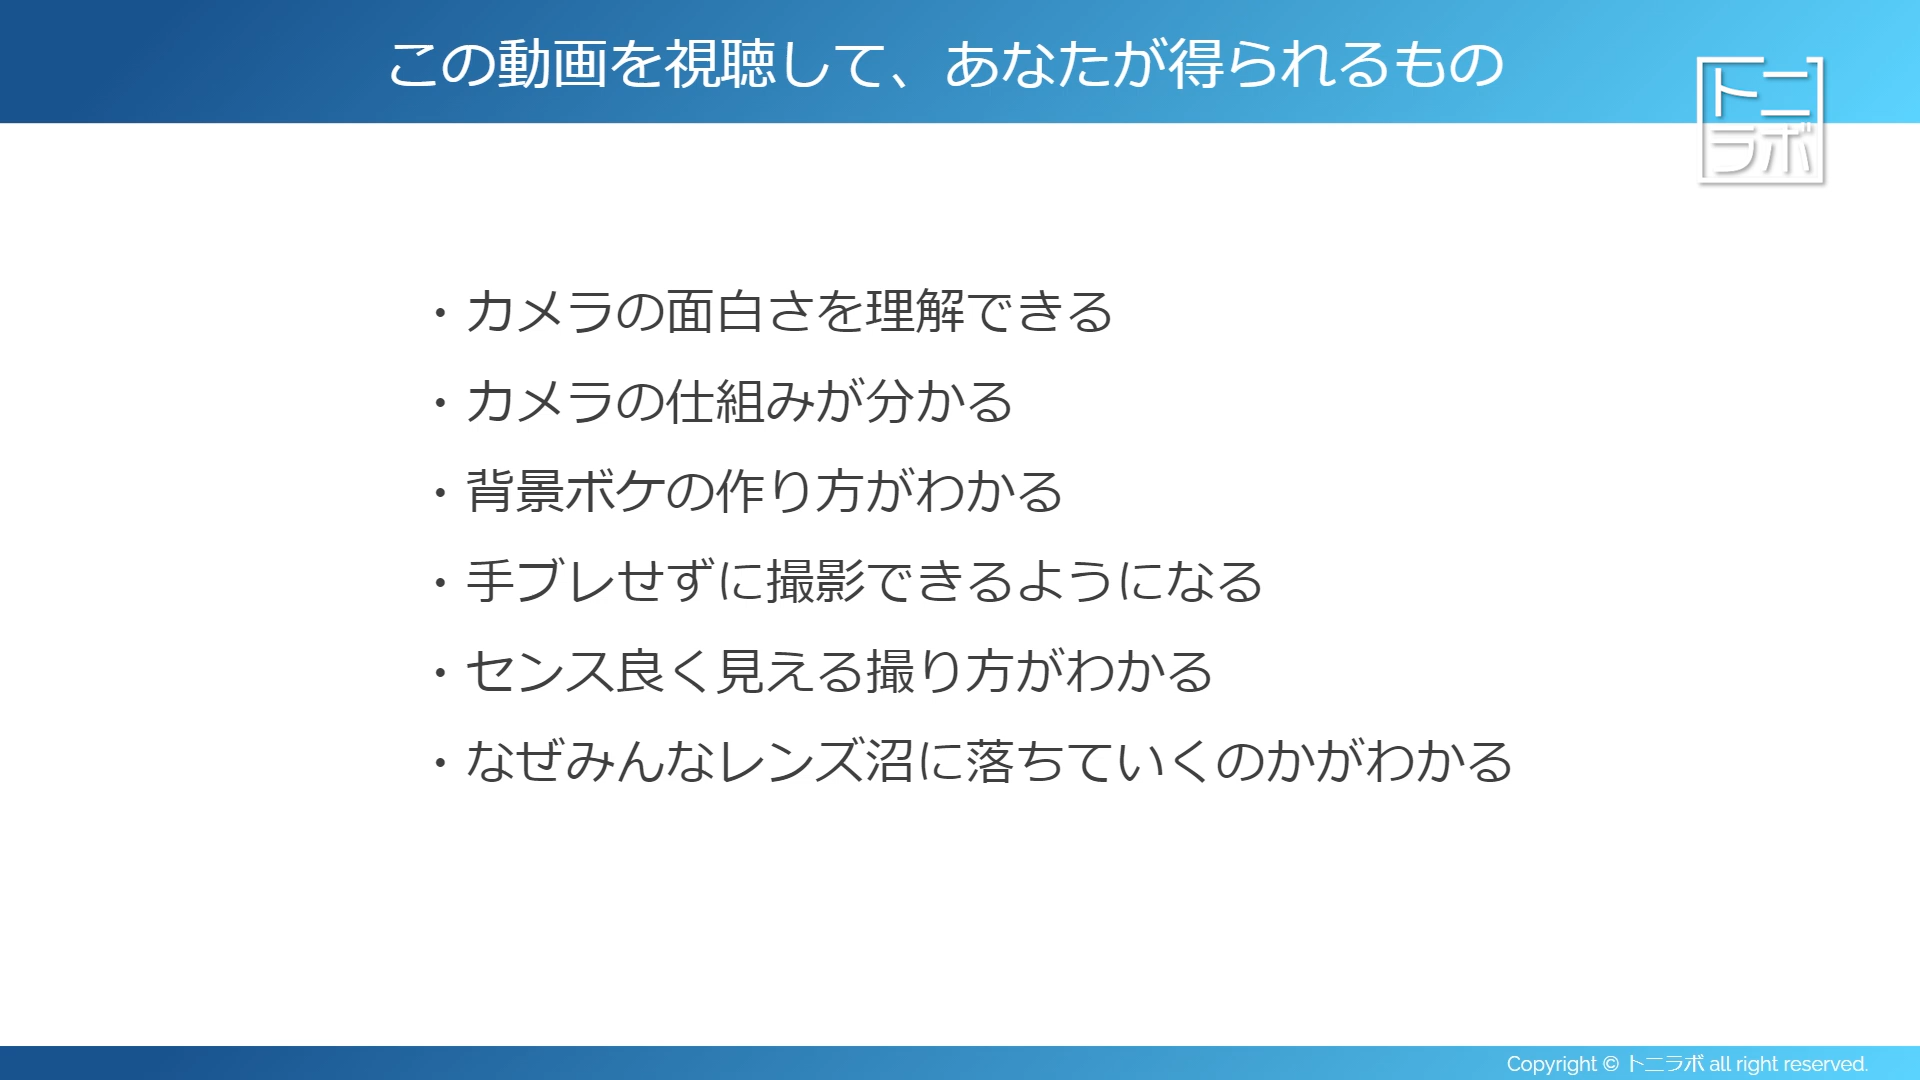 この動画を視聴して、あなたが得られるもの
トニ
ラボ
・カメラの面白さを理解できる
・カメラの仕組みが分かる
・背景ボケの作り方がわかる
・手ブレせずに撮影できるようになる
・センス良く見える撮り方がわかる
・なぜみんなレンズ沼に落ちていくのかがわかる
Copyright © トニラボ all right reserved.